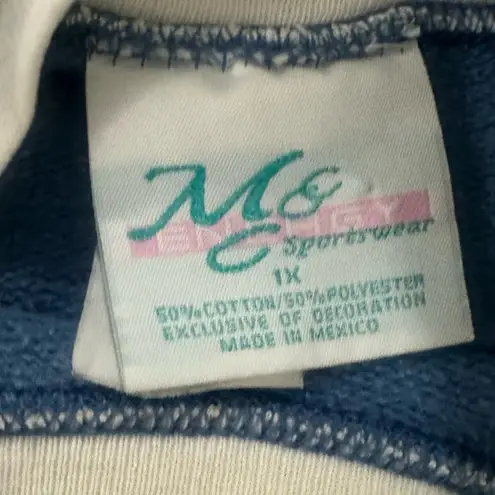 M&C
ENERGY
Sportswear
1X
50% COTTON/50% POLYESTER
EXCLUSIVE OF DECORATION
MADE IN MEXICO